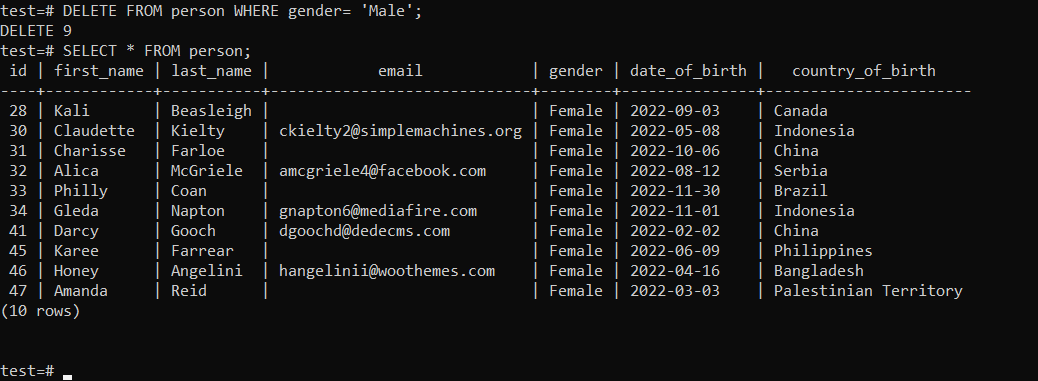 test=# DELETE FROM person WHERE gender= 'Male';
DELETE 9
test=# SELECT * FROM person;
 id | first_name | last_name |            email            | gender | date_of_birth |   country_of_birth
----+------------+-----------+-----------------------------+--------+---------------+----------------------
 28 | Kali       | Beasleigh |                             | Female | 2022-09-03    | Canada
 30 | Claudette  | Kielty    | ckielty2@simplemachines.org | Female | 2022-05-08    | Indonesia
 31 | Charisse   | Farloe    |                             | Female | 2022-10-06    | China
 32 | Alica      | McGriele  | amcgriele4@facebook.com     | Female | 2022-08-12    | Serbia
 33 | Philly     | Coan      |                             | Female | 2022-11-30    | Brazil
 34 | Gleda      | Napton    | gnapton6@mediafire.com      | Female | 2022-11-01    | Indonesia
 41 | Darcy      | Gooch     | dgoochd@dedecms.com         | Female | 2022-02-02    | China
 45 | Karee      | Farrear   |                             | Female | 2022-06-09    | Philippines
 46 | Honey      | Angelini  | hangelinii@woothemes.com    | Female | 2022-04-16    | Bangladesh
 47 | Amanda     | Reid      |                             | Female | 2022-03-03    | Palestinian Territory
(10 rows)
test=#